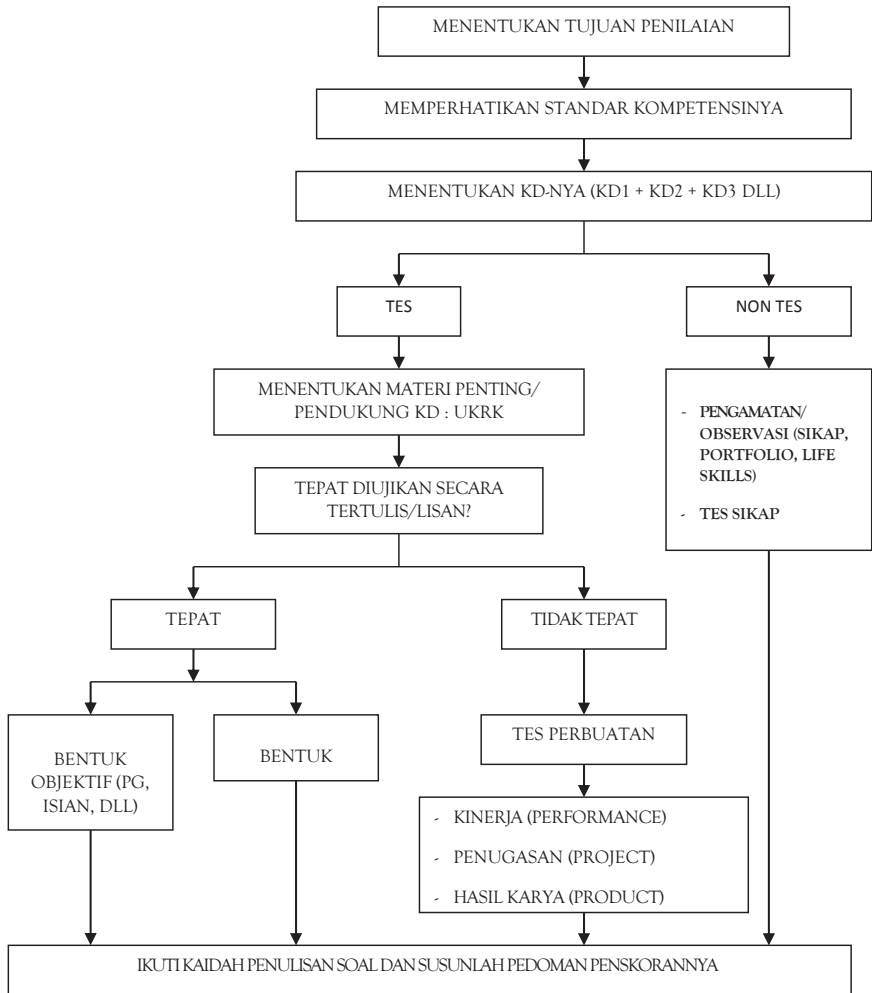 MENENTUKAN TUJUAN PENILAIAN
MEMPERHATIKAN STANDAR KOMPETENSINYA
MENENTUKAN KD-NYA (KD1 + KD2 + KD3 DLL)
TES
NON TES
MENENTUKAN MATERI PENTING/
PENDUKUNG KD : UKRK
- PENGAMATAN/
OBSERVASI (SIKAP,
PORTFOLIO, LIFE
SKILLS)
- TES SIKAP
TEPAT DIUJIKAN SECARA
TERTULIS/LISAN?
TEPAT
TIDAK TEPAT
BENTUK
OBJEKTIF (PG,
ISIAN, DLL)
BENTUK
TES PERBUATAN
- KINERJA (PERFORMANCE)
- PENUGASAN (PROJECT)
- HASIL KARYA (PRODUCT)
IKUTI KAIDAH PENULISAN SOAL DAN SUSUNLAH PEDOMAN PENSKORANNYA